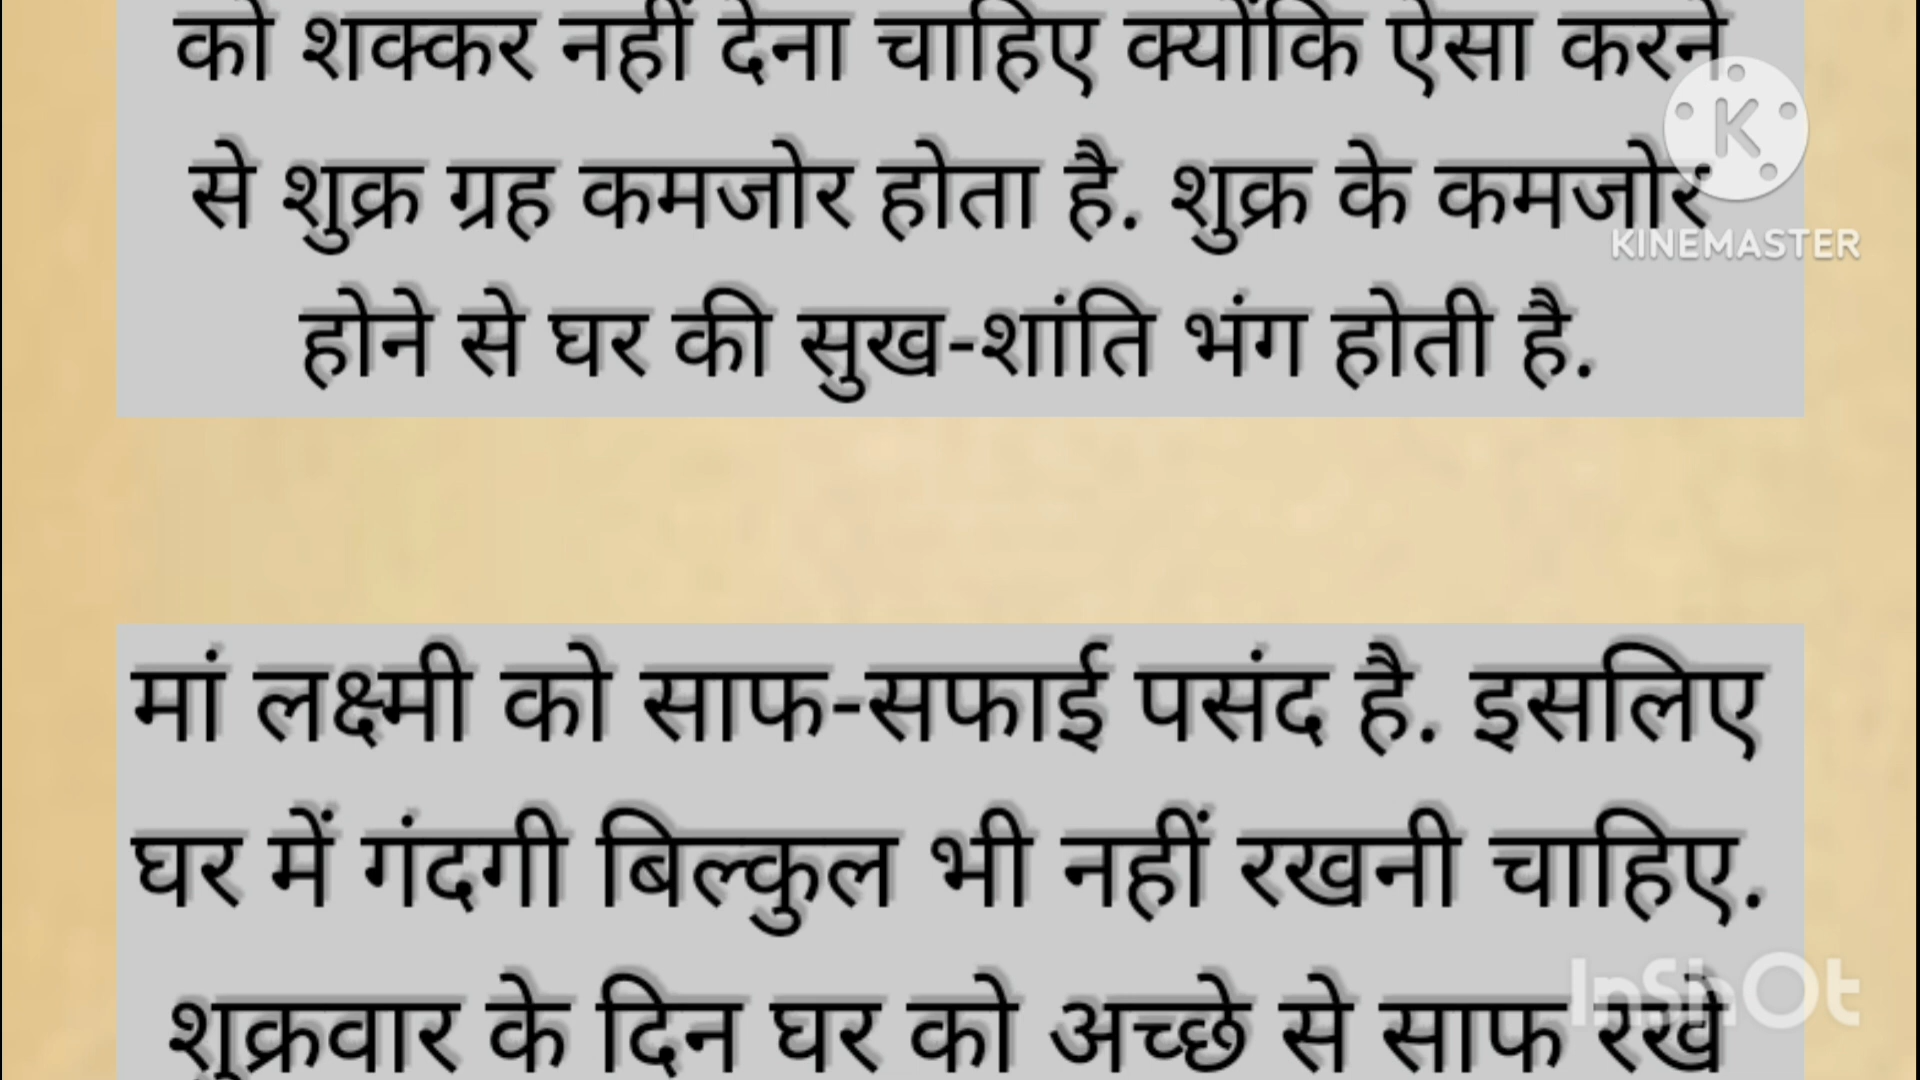 को शक्कर नहीं देना चाहिए क्योंकि ऐसा करने
से शुक्र ग्रह कमजोर होता है. शुक्र के कमजोर
होने से घर की सुख-शांति भंग होती है.
K
KINEMASTER
मां लक्ष्मी को साफ-सफाई पसंद है. इसलिए
घर में गंदगी बिल्कुल भी नहीं रखनी चाहिए.
शुक्रवार के दिन घर को अच्छे से साफ रखें
InShOt